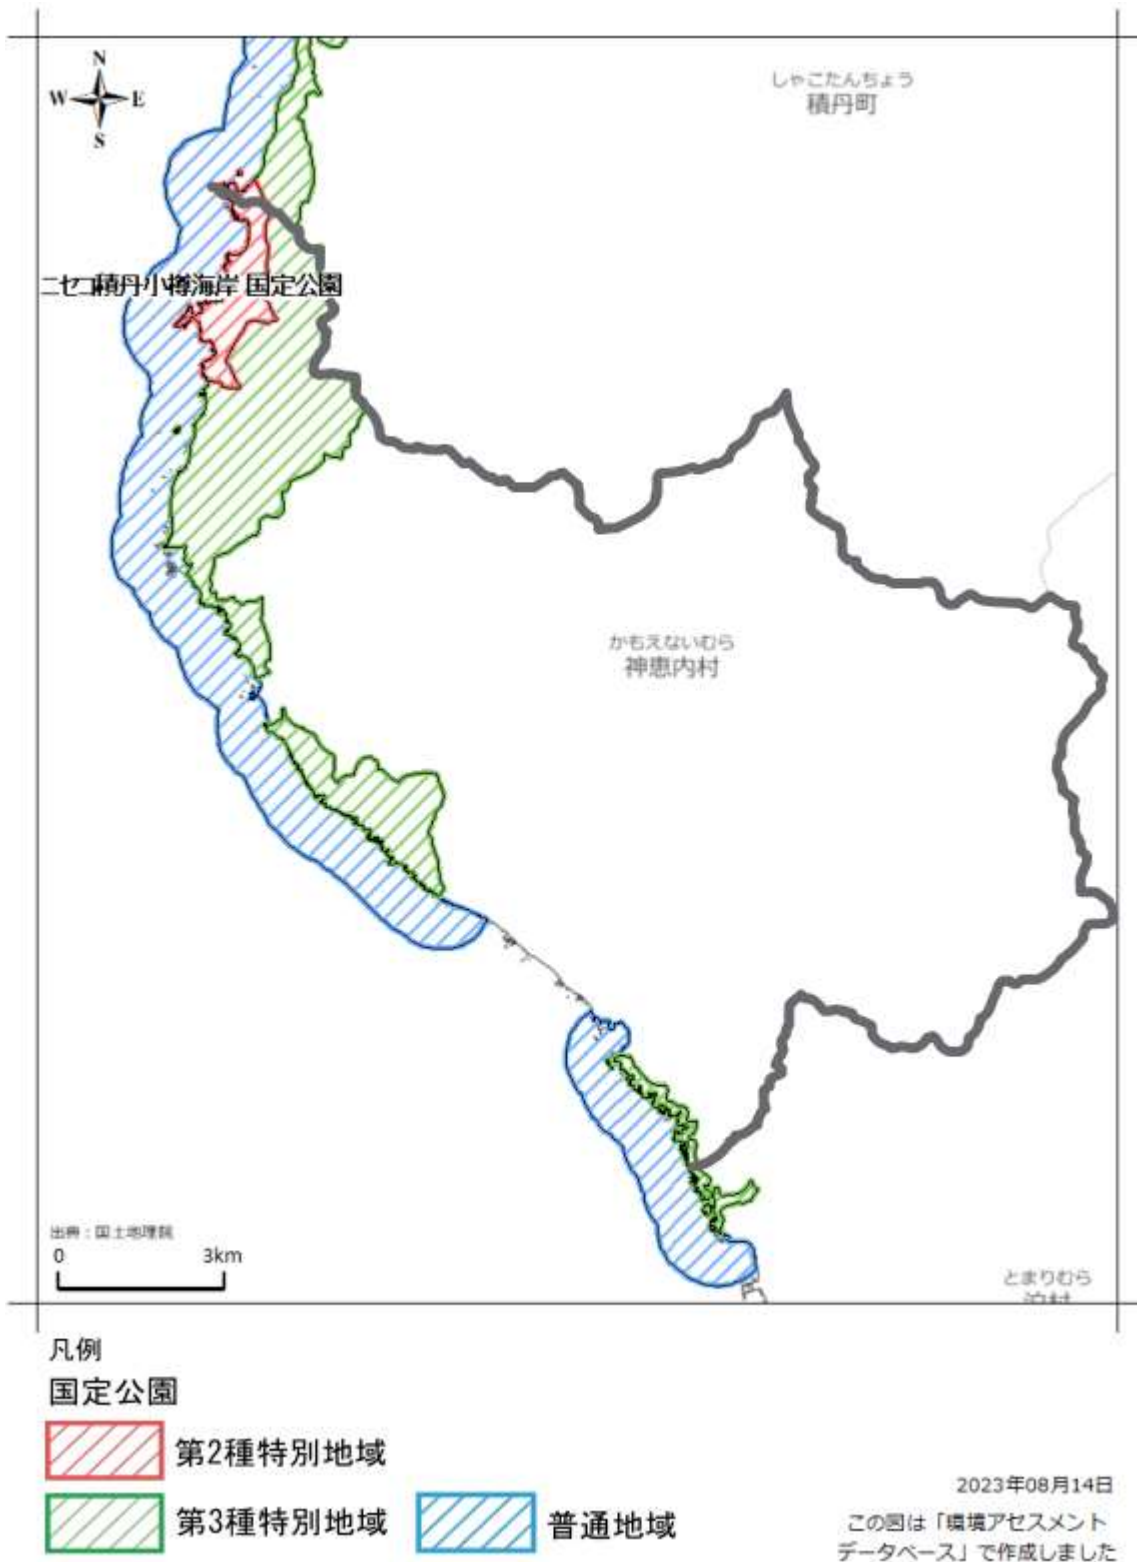 N
W E
S
しゃこたんちょう
積丹町
ニセコ積丹小樽海岸 国定公園
かもえないむら
神恵内村
出典：国土地理院
0 3km
とまりむら
泊村
凡例
国定公園
第2種特別地域
第3種特別地域
普通地域
2023年08月14日
この図は「環境アセスメント
データベース」で作成しました